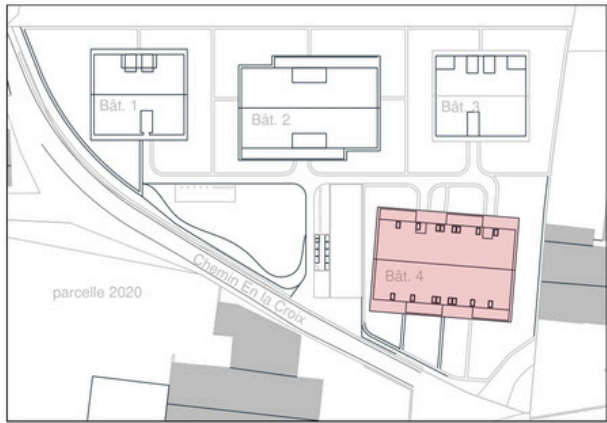 Bât. 1
Bât. 2
Bât. 3
Bât. 4
Chemin En la Croix
parcelle 2020